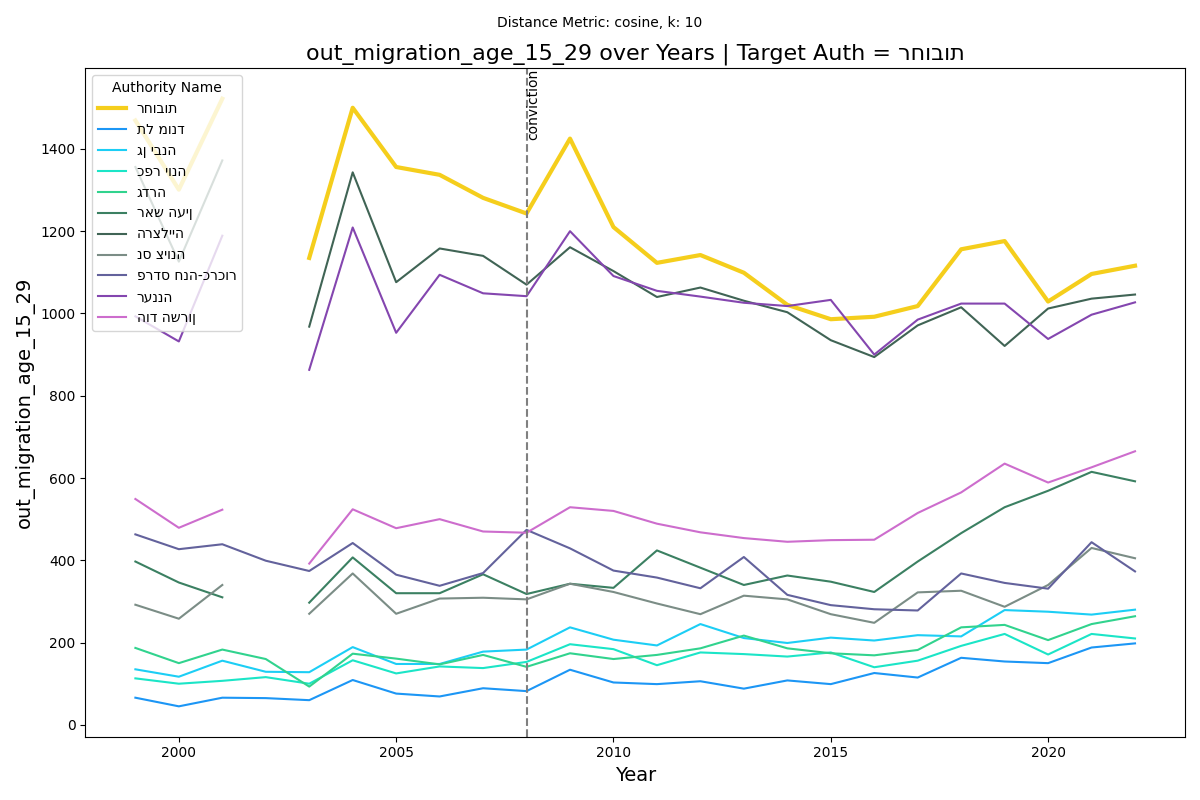 Distance Metric: cosine, k: 10
out_migration_age_15_29 over Years | Target Auth = רחובות
conviction
Authority Name
רחובות
תל מונד
גן יבנה
כפר יונה
גדרה
ראש העין
הרצלייה
נס ציונה
פרדס חנה-כרכור
רעננה
הוד השרון
out_migration_age_15_29
1400
1200
1000
800
600
400
200
0
2000
2005
2010
2015
2020
Year